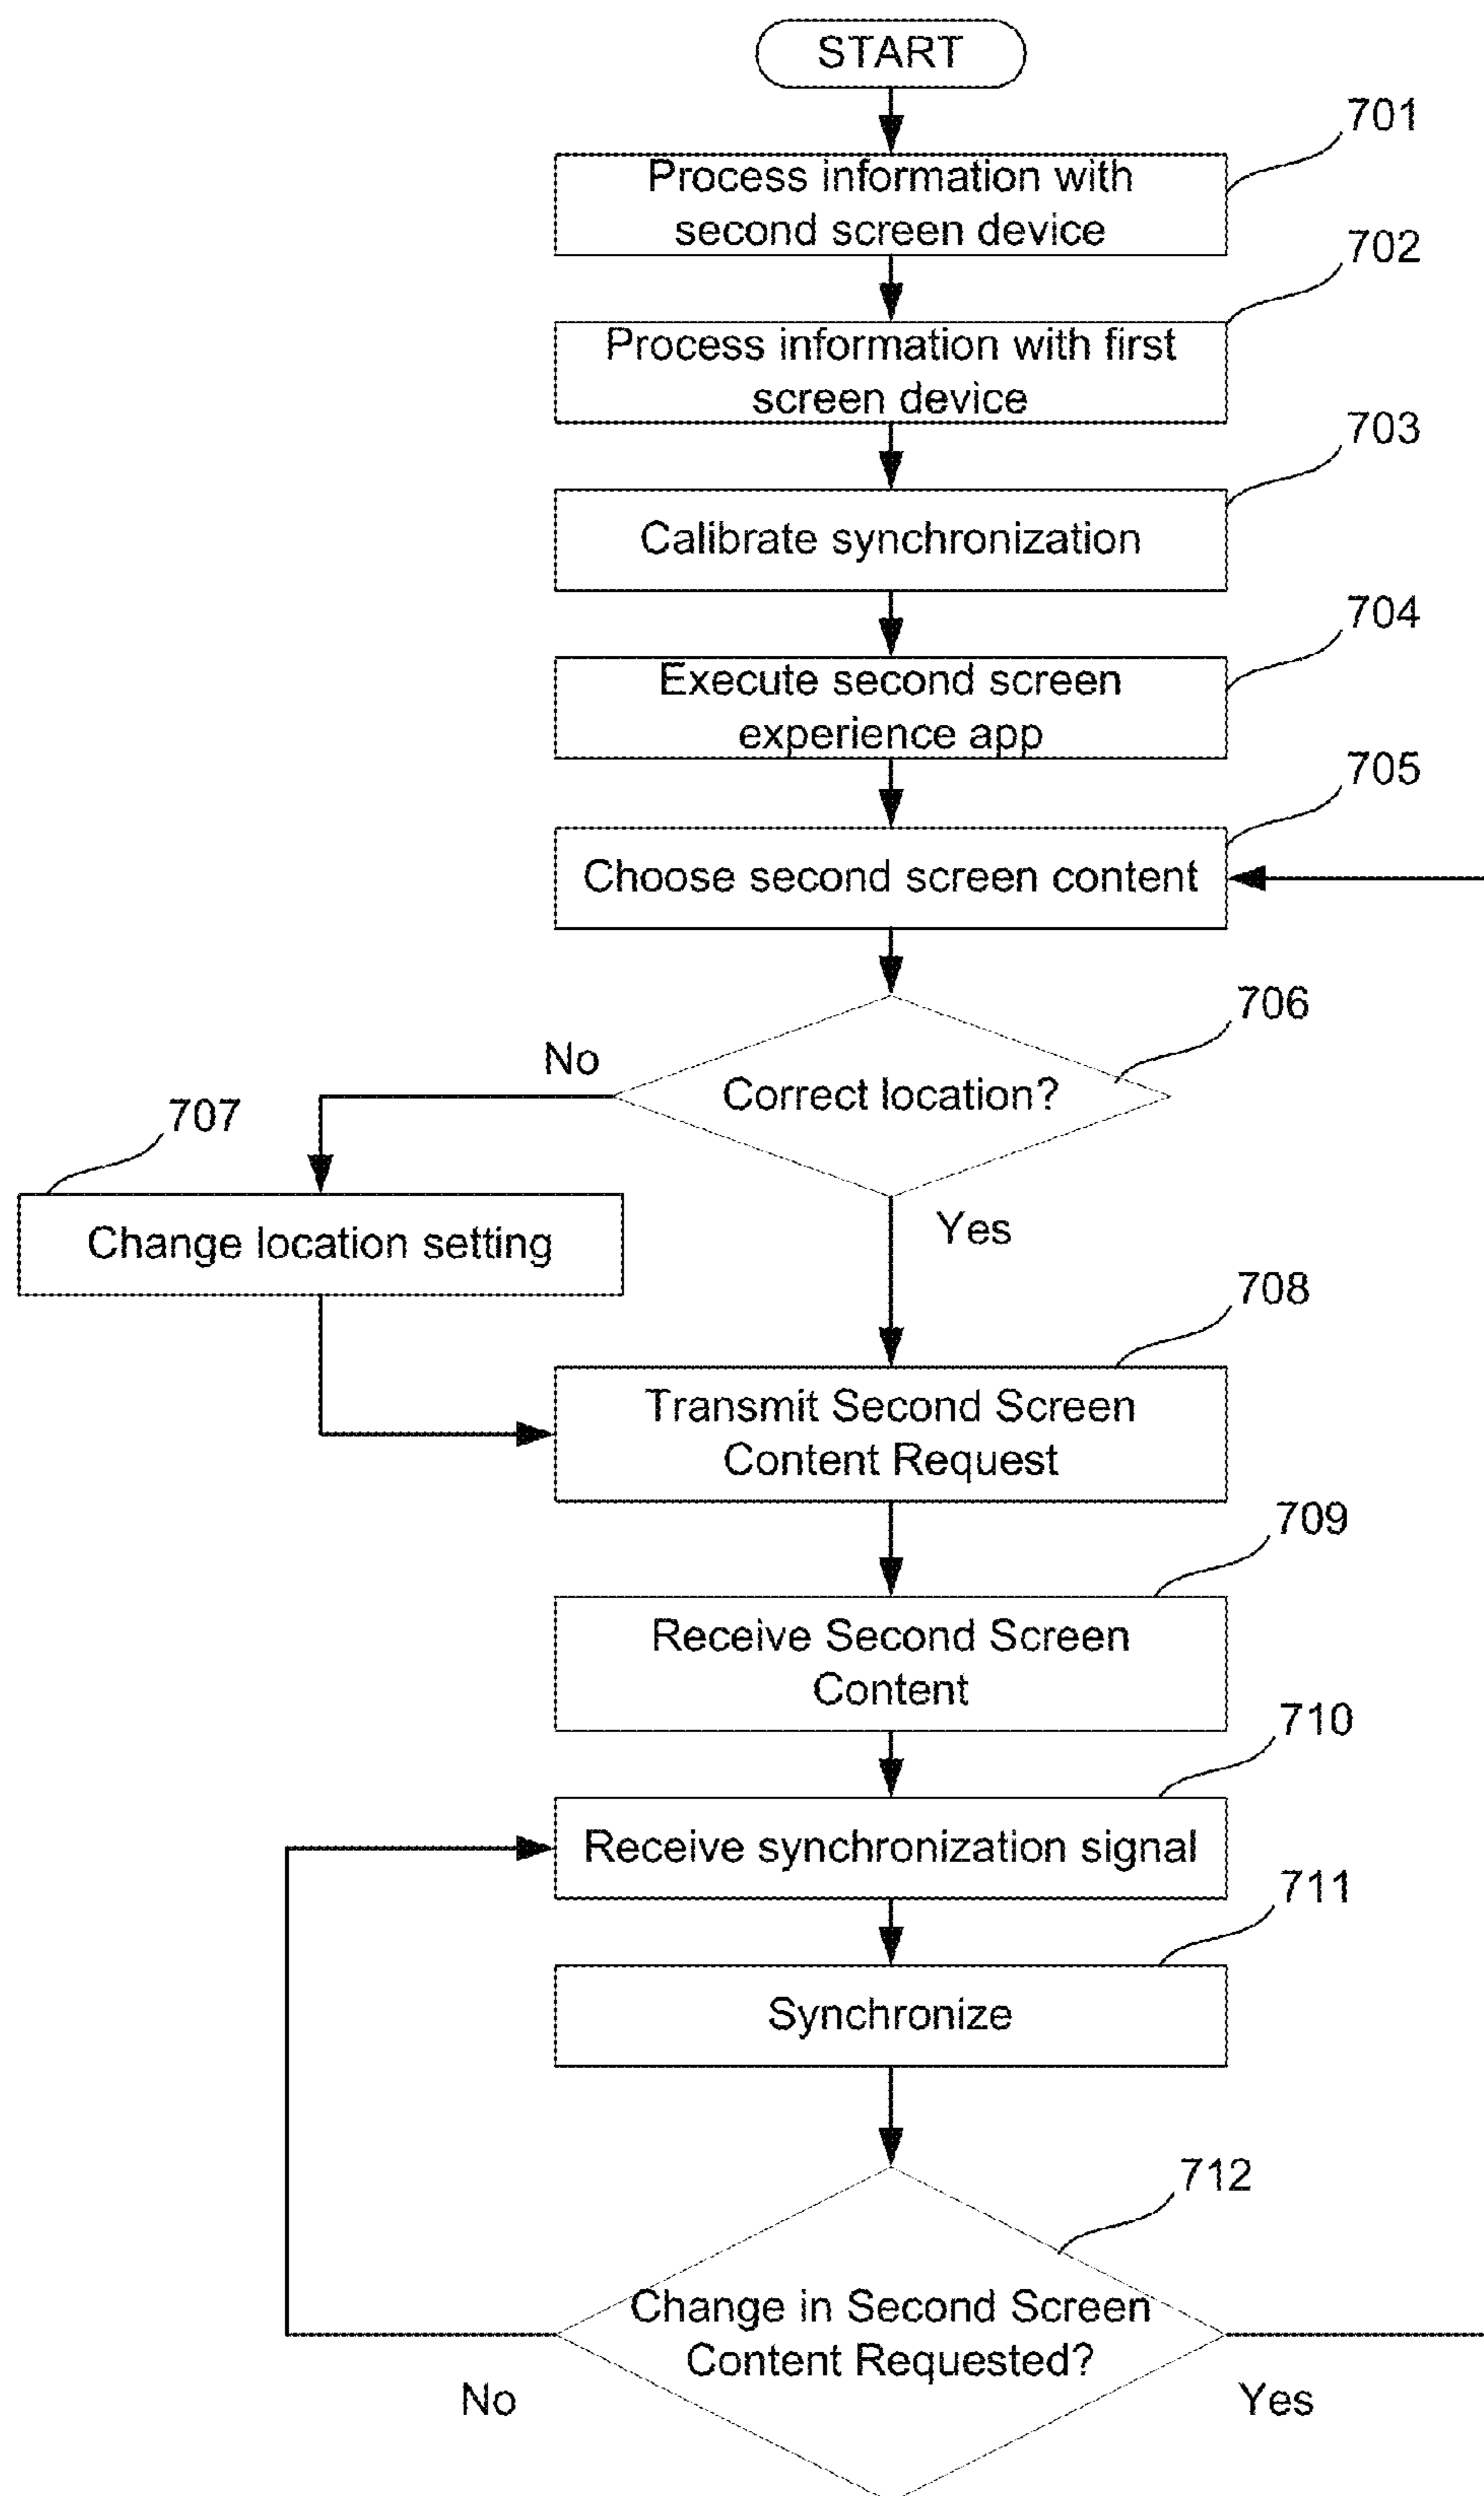 START
701
Process information with
second screen device
702
Process information with first
screen device
703
Calibrate synchronization
704
Execute second screen
experience app
705
Choose second screen content
706
No
Correct location?
707
Change location setting
Yes
708
Transmit Second Screen
Content Request
709
Receive Second Screen
Content
710
Receive synchronization signal
711
Synchronize
712
Change in Second Screen
Content Requested?
No
Yes